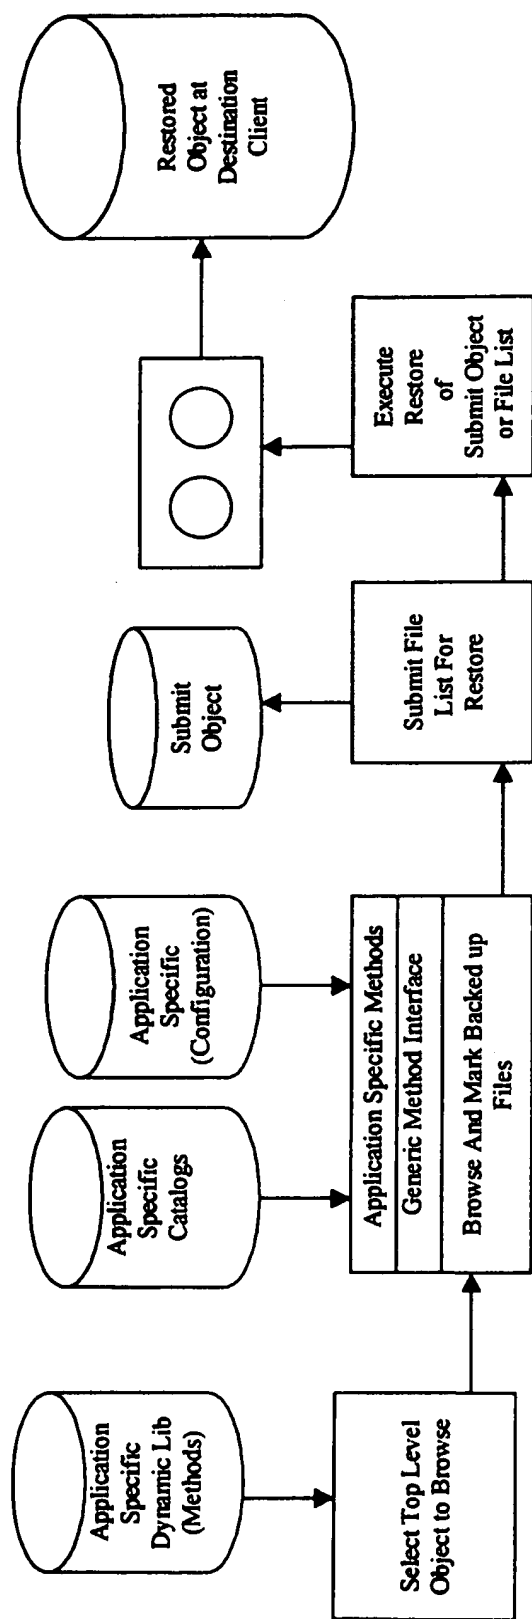 Application
Specific
Dynamic Lib
(Methods)
Select Top Level
Object to Browse
Application
Specific
Catalogs
Application
Specific
(Configuration)
Application Specific Methods
Generic Method Interface
Browse And Mark Backed up
Files
Submit
Object
Submit File
List For
Restore
Execute
Restore
of
Submit Object
or File List
Restored
Object at
Destination
Client